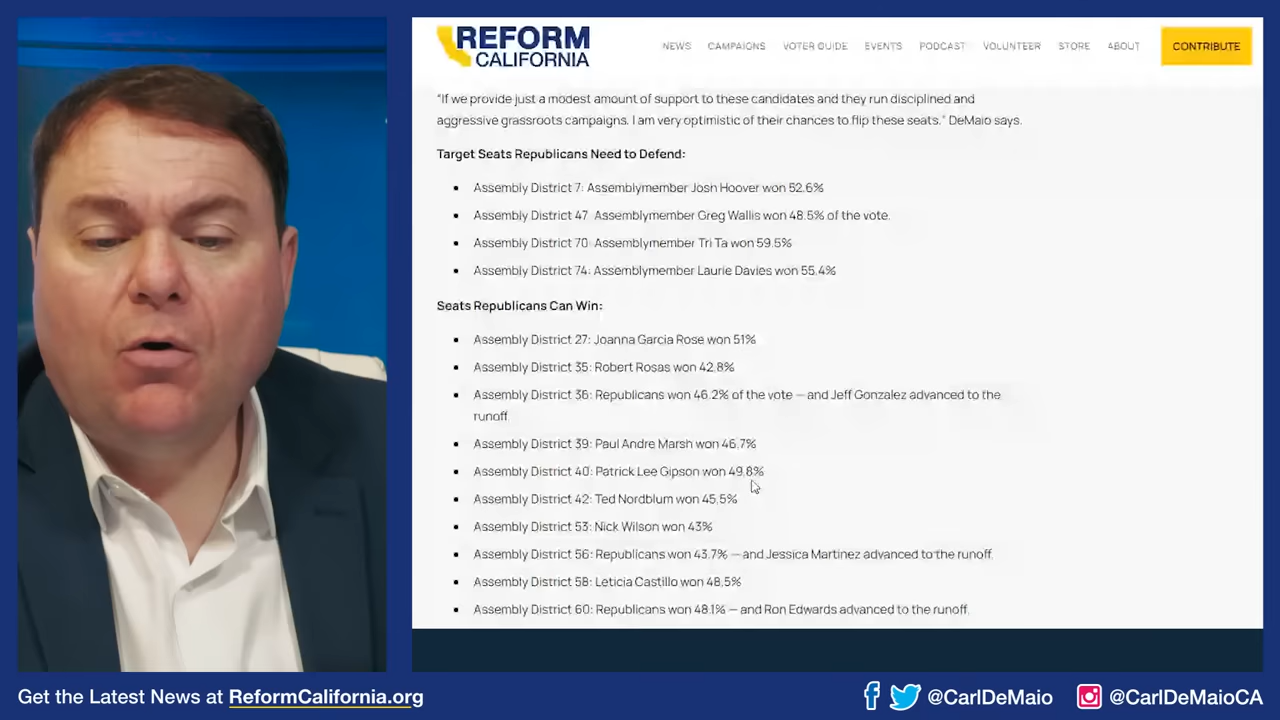 REFORM
CALIFORNIA
NEWS CAMPAIGNS VOTER GUIDE EVENTS PODCAST VOLUNTEER STORE ABOUT CONTRIBUTE
“If we provide just a modest amount of support to these candidates and they run disciplined and
aggressive grassroots campaigns, I am very optimistic of their chances to flip these seats,” DeMaio says.
Target Seats Republicans Need to Defend:
Assembly District 7: Assemblymember Josh Hoover won 52.6%
Assembly District 47 Assemblymember Greg Wallis won 48.5% of the vote.
Assembly District 70 Assemblymember Tri Ta won 59.5%
Assembly District 74: Assemblymember Laurie Davies won 55.4%
Seats Republicans Can Win:
Assembly District 27: Joanna Garcia Rose won 51%
Assembly District 35: Robert Rosas won 42.8%
Assembly District 36: Republicans won 46.2% of the vote — and Jeff Gonzalez advanced to the
runoff.
Assembly District 39: Paul Andre Marsh won 46.7%
Assembly District 40: Patrick Lee Gipson won 49.8%
Assembly District 42: Ted Nordblum won 45.5%
Assembly District 53: Nick Wilson won 43%
Assembly District 56: Republicans won 43.7% — and Jessica Martinez advanced to the runoff.
Assembly District 58: Leticia Castillo won 48.5%
Assembly District 60: Republicans won 48.1% — and Ron Edwards advanced to the runoff.
Get the Latest News at ReformCalifornia.org
@CarlDeMaio @CarlDeMaioCA